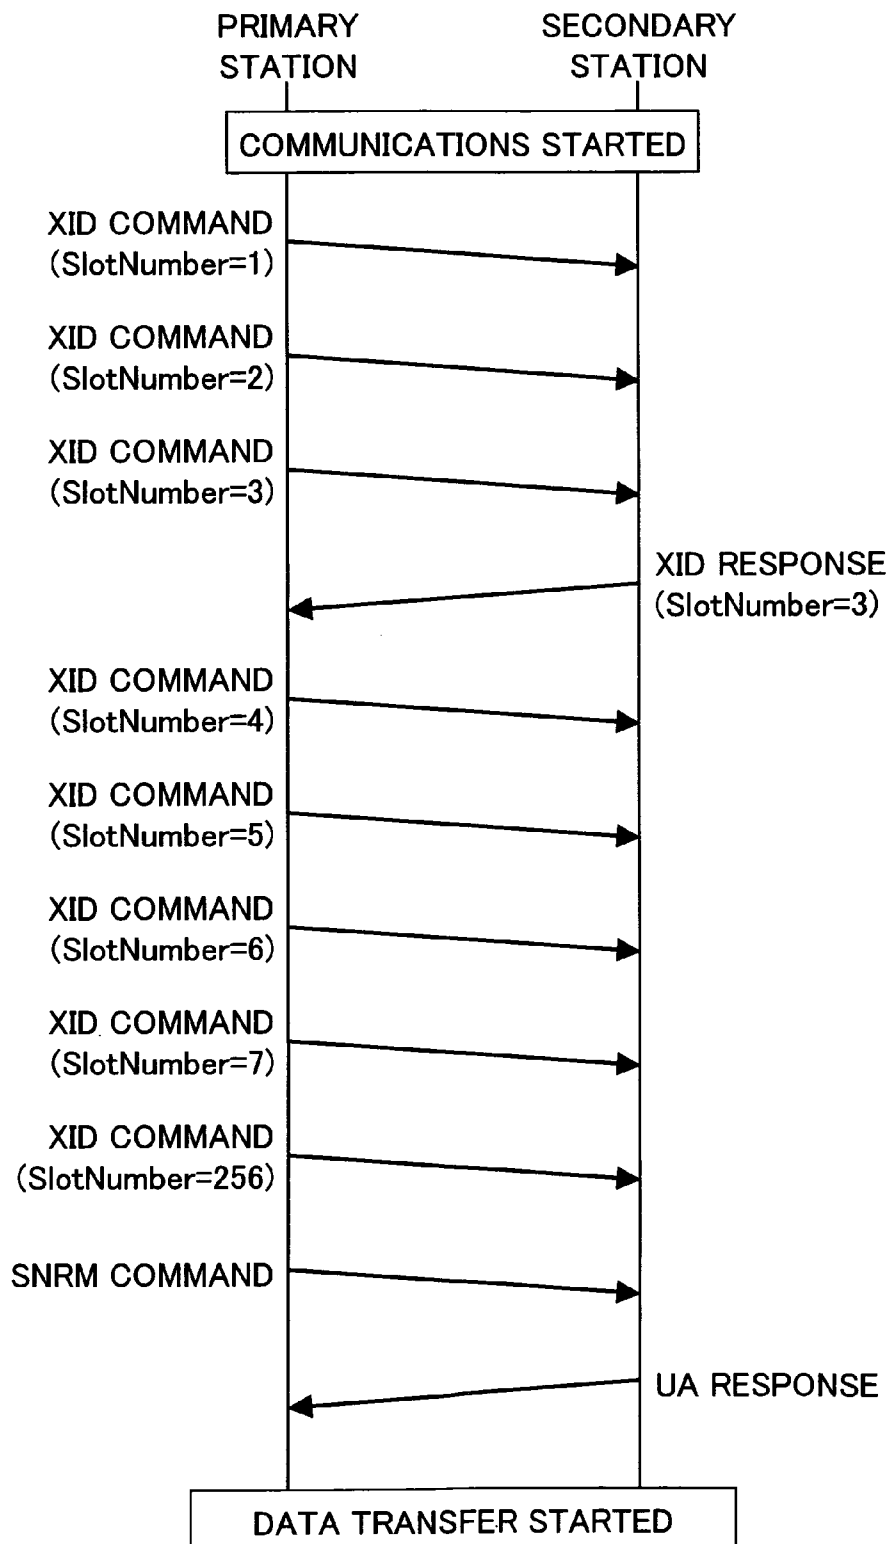 PRIMARY
STATION
SECONDARY
STATION
COMMUNICATIONS STARTED
XID COMMAND
(SlotNumber=1)
XID COMMAND
(SlotNumber=2)
XID COMMAND
(SlotNumber=3)
XID RESPONSE
(SlotNumber=3)
XID COMMAND
(SlotNumber=4)
XID COMMAND
(SlotNumber=5)
XID COMMAND
(SlotNumber=6)
XID COMMAND
(SlotNumber=7)
XID COMMAND
(SlotNumber=256)
SNRM COMMAND
UA RESPONSE
DATA TRANSFER STARTED